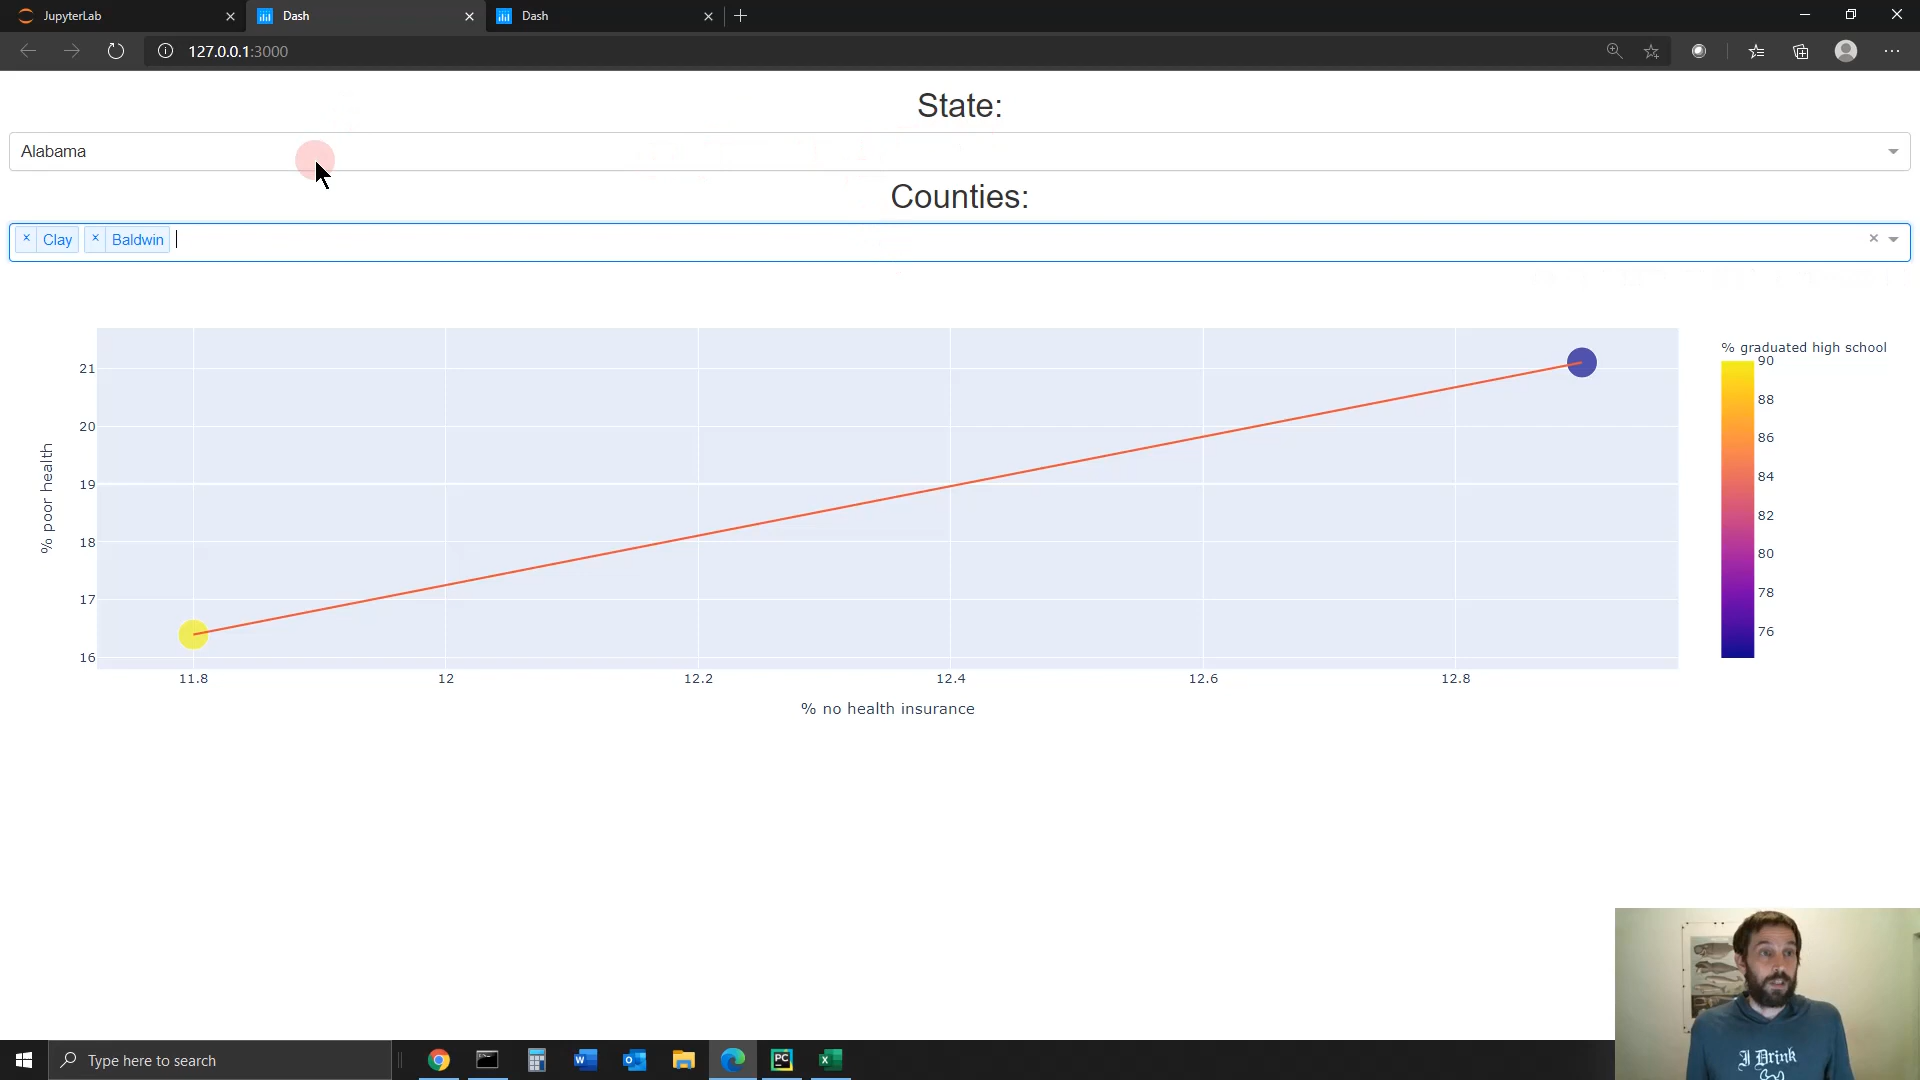 JupyterLab
Dash
Dash
127.0.0.1:3000
State:
Alabama
Counties:
× Clay × Baldwin
% graduated high school
90
88
86
84
82
80
78
76
21
20
19
18
17
16
% poor health
11.8 12 12.2 12.4 12.6 12.8
% no health insurance
I Drink
Type here to search